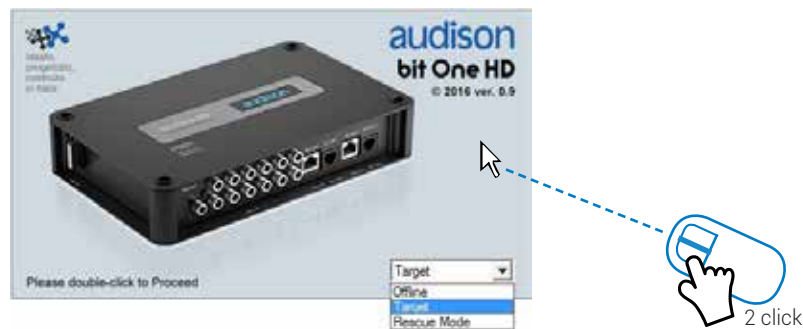 audison
bit One HD
© 2016 ver. 0.9
audison
Please double-click to Proceed
Target
Offline
Target
Rescue Mode
2 click